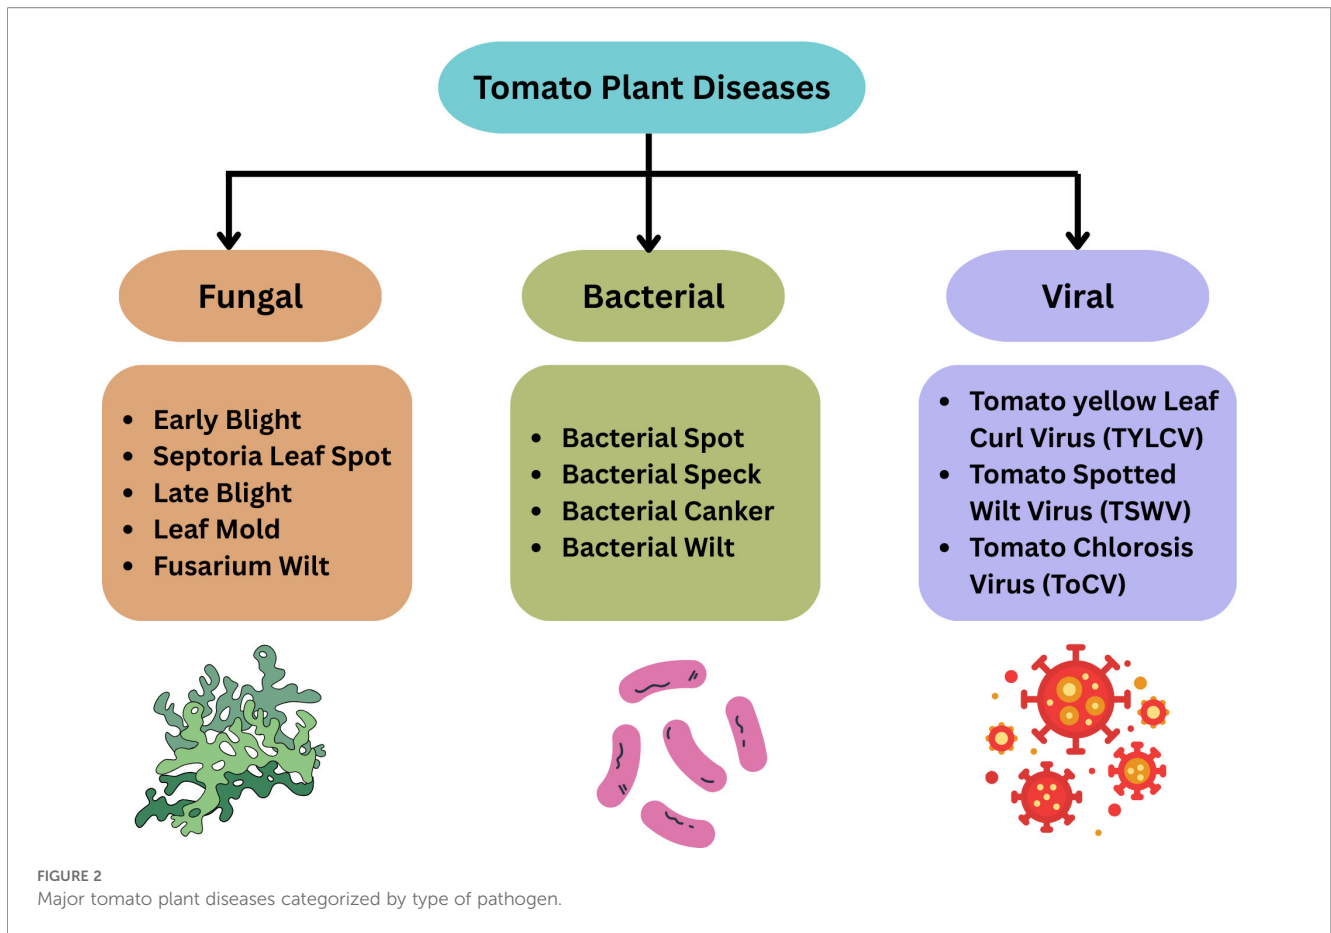 Tomato Plant Diseases
Fungal
Bacterial
Viral
• Early Blight
• Septoria Leaf Spot
• Late Blight
• Leaf Mold
• Fusarium Wilt
• Bacterial Spot
• Bacterial Speck
• Bacterial Canker
• Bacterial Wilt
• Tomato yellow Leaf
Curl Virus (TYLCV)
• Tomato Spotted
Wilt Virus (TSWV)
• Tomato Chlorosis
Virus (ToCV)
FIGURE 2
Major tomato plant diseases categorized by type of pathogen.